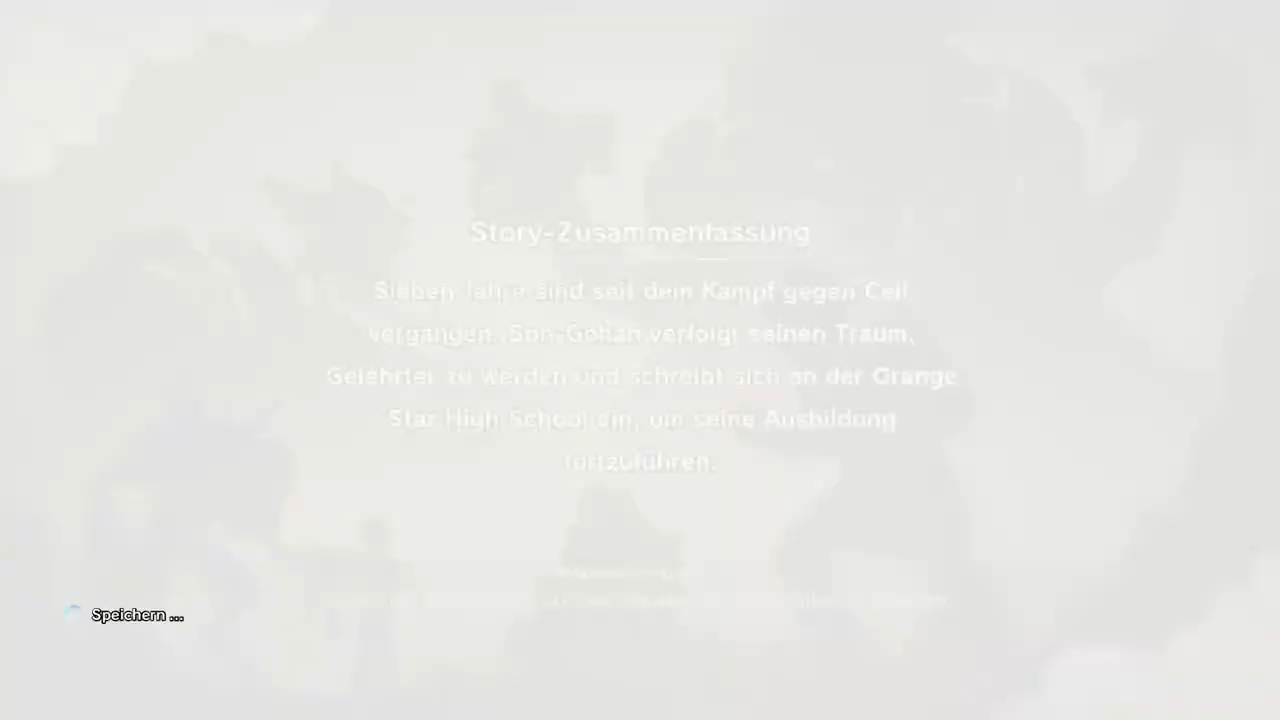 Story-Zusammenfassung
Sieben Jahre sind seit dem Kampf gegen Cell
vergangen. Son-Gohan verfolgt seinen Traum,
Gelehrter zu werden und schreibt sich an der Orange
Star High School ein, um seine Ausbildung
fortzuführen.
Speichern ...